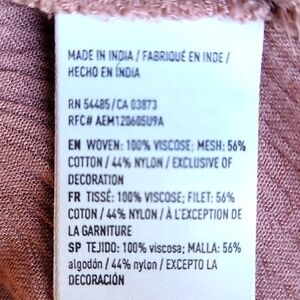 MADE IN INDIA / FABRIQUÉ EN INDE /
HECHO EN ÍNDIA
RN 54485/CA 03873
RFC# AEM120605U9A
EN WOVEN: 100% VISCOSE; MESH: 56%
COTTON / 44% NYLON / EXCLUSIVE OF
DECORATION
FR TISSÉ: 100% VISCOSE; FILET: 56%
COTON / 44% NYLON / À L'EXCEPTION DE
LA GARNITURE
SP TEJIDO: 100% viscosa; MALLA: 56%
algodón / 44% nylon / EXCEPTO LA
DECORACIÓN